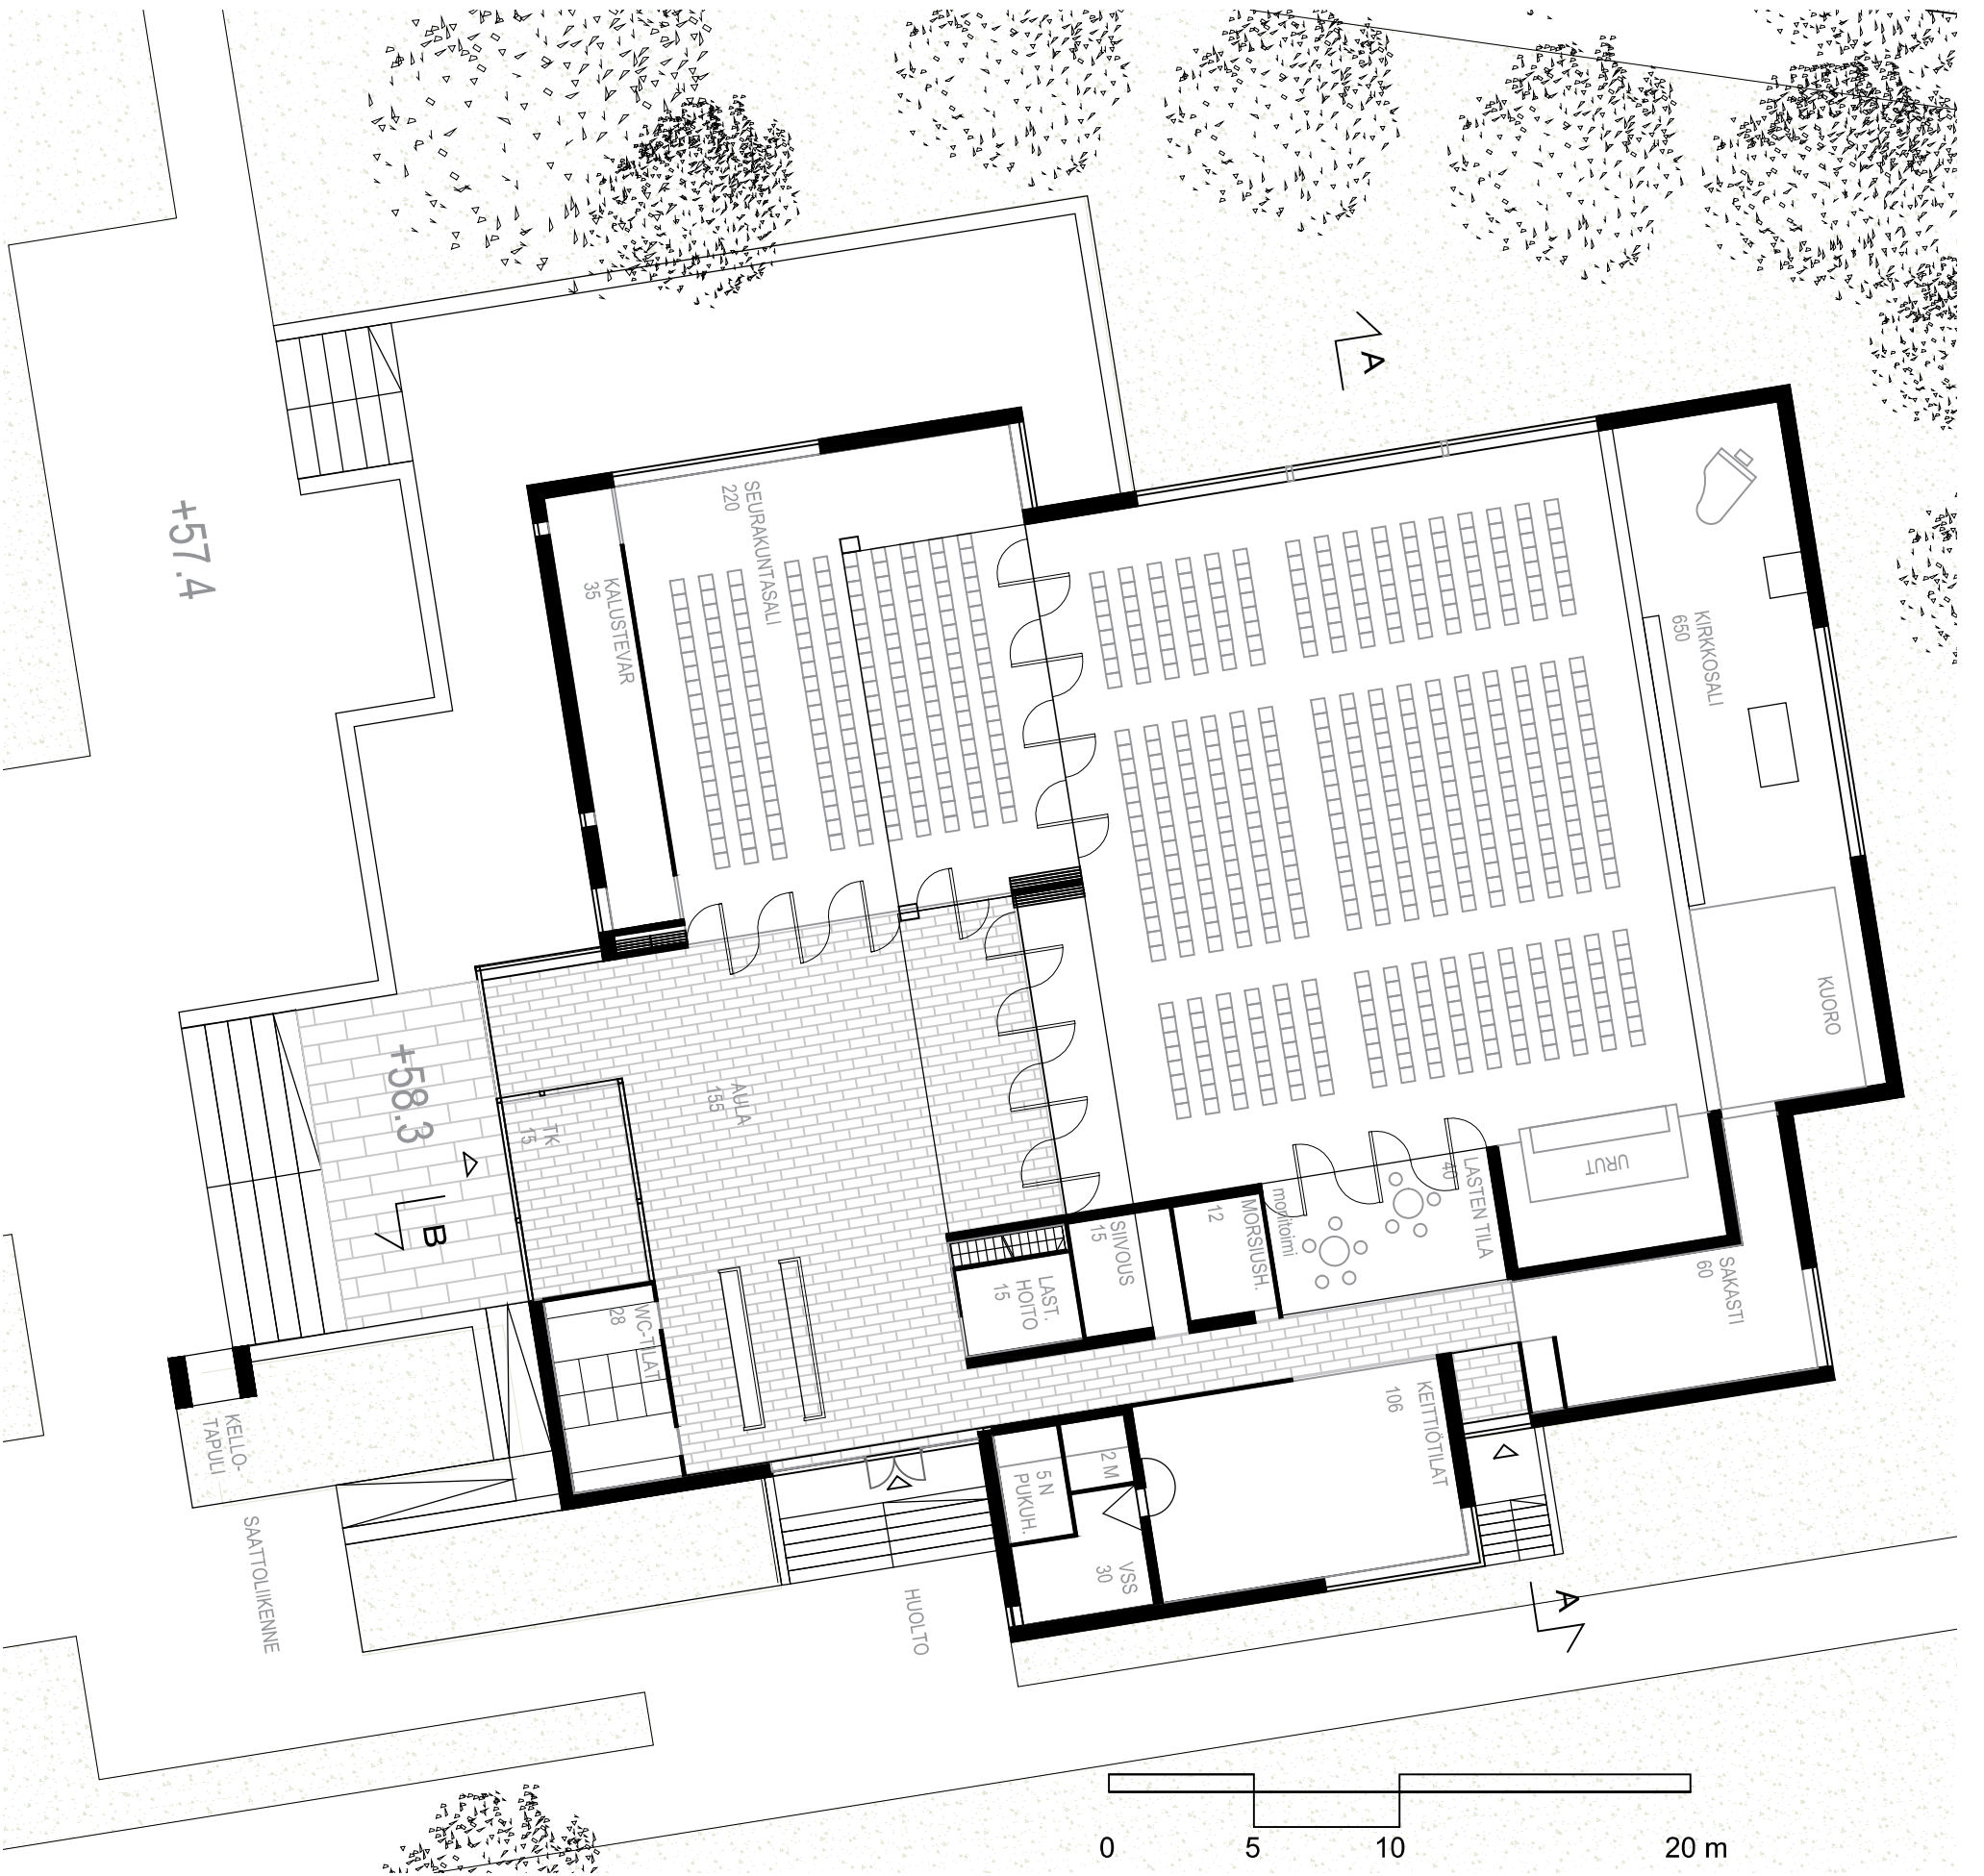 A
+57.4
SEURAKUNTASALI
220
KALUSTEVAR
35
KIRKKOSALI
650
KUORO
+58.3
AULA
155
TK
15
B
URUT
LASTEN TILA
40
monitoimi
MORSIUSH.
12
SIIVOUS
15
LAST.
HOITO
15
SAKASTI
60
WC-TILAT
28
KEITTIÖTILAT
106
KELLO-
TAPULI
2 M
5 N
PUKUH.
VSS
30
SAATTOLIIKENNE
HUOLTO
A
0 5 10 20 m